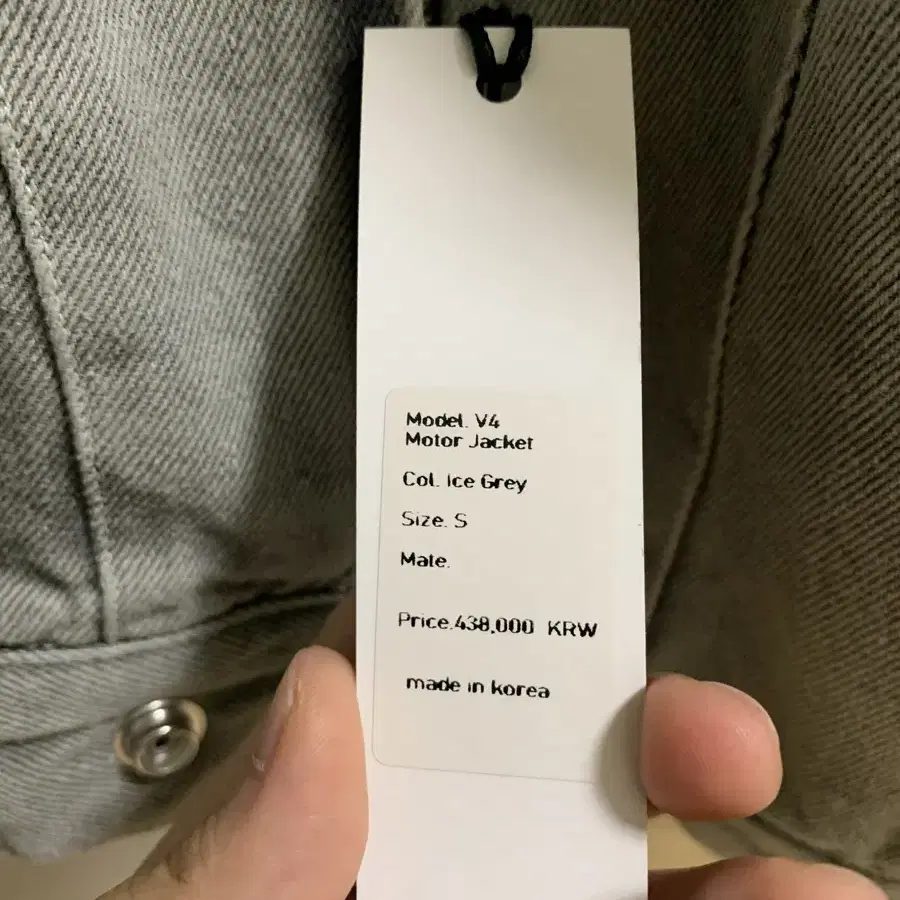 Model. V4
Motor Jacket
Col. Ice Grey
Size. S
Mate.
Price.438,000 KRW
made in korea